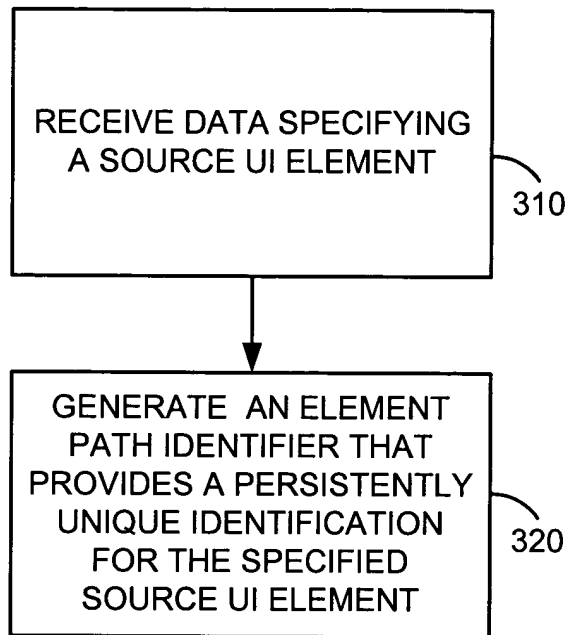 RECEIVE DATA SPECIFYING
A SOURCE UI ELEMENT
310
GENERATE AN ELEMENT
PATH IDENTIFIER THAT
PROVIDES A PERSISTENTLY
UNIQUE IDENTIFICATION
FOR THE SPECIFIED
SOURCE UI ELEMENT
320